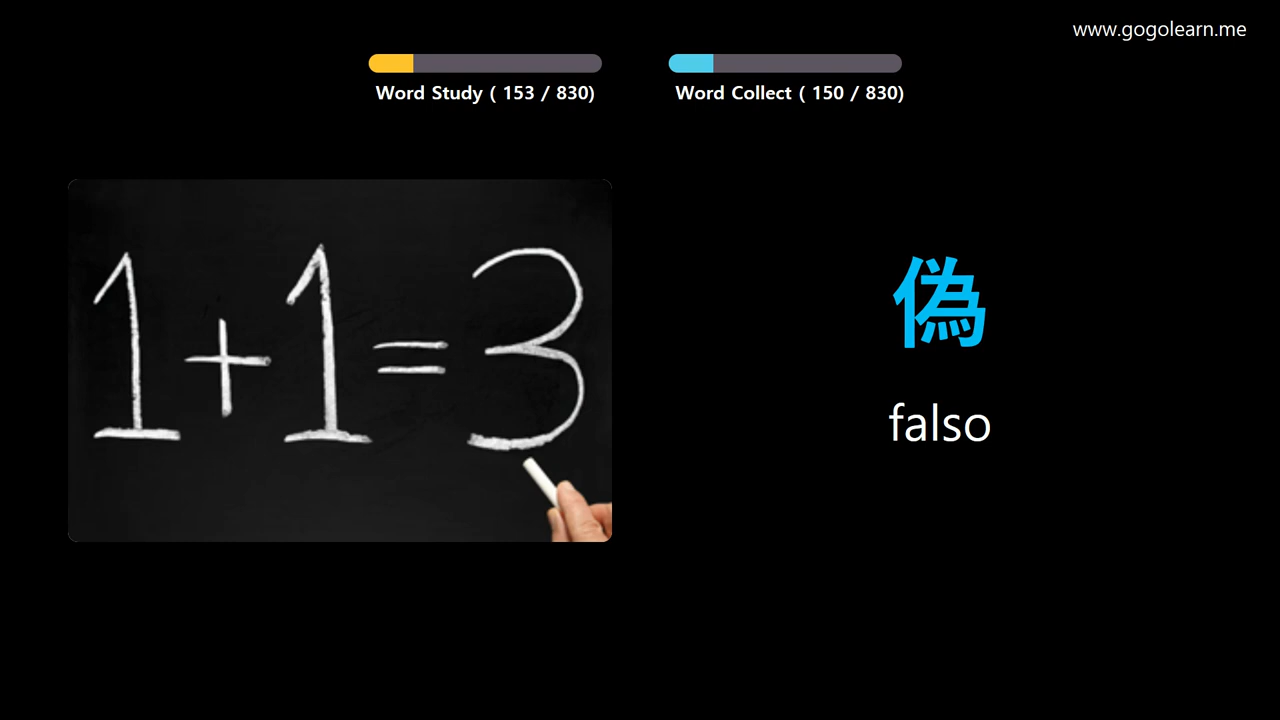 www.gogolearn.me
Word Study ( 153 / 830)
Word Collect ( 150 / 830)
1+1=3
偽
falso